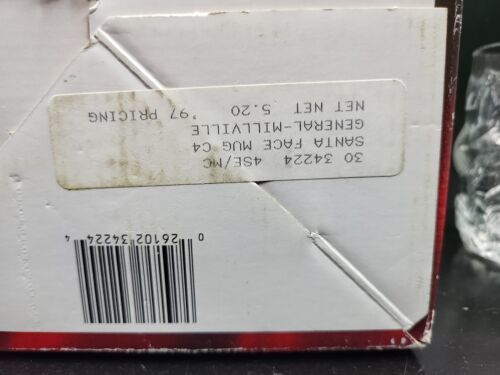 30 34224 4SE/MC
SANTA FACE MUG C4
GENERAL-MILLVILLE
NET NET 5.20 '97 PRICING
0 26102 34224 4